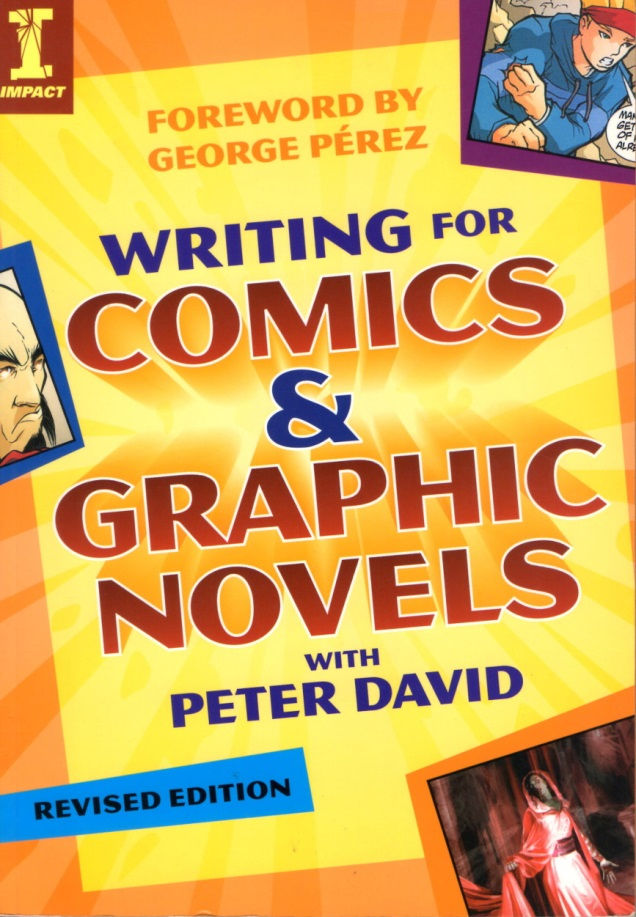 IMPACT
FOREWORD BY
GEORGE PÉREZ
WRITING FOR
COMICS
&
GRAPHIC
NOVELS
WITH
PETER DAVID
REVISED EDITION